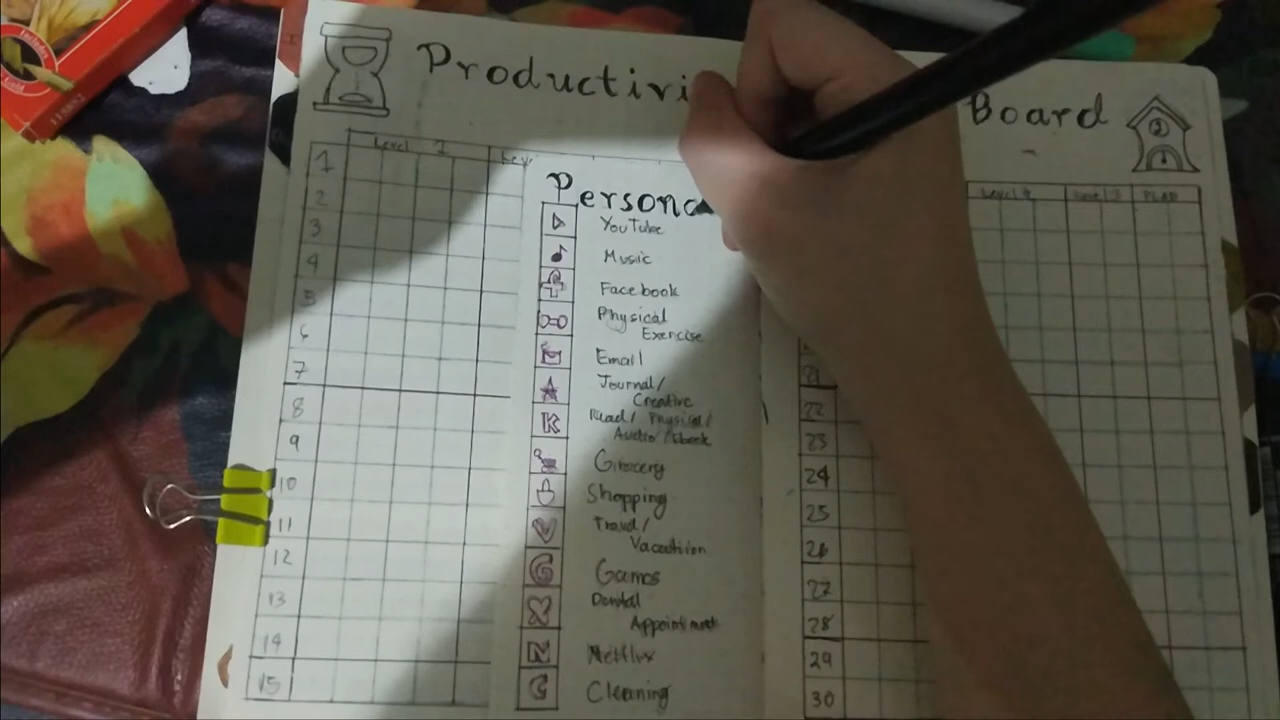 Productivi
Board
1
Level 1
2
3
4
5
6
7
8
9
10
11
12
13
14
15
Persona
YouTube
Music
Facebook
Physical
Exercise
Email
Journal/
Creative
K
Read/ Physical/
Audio/Ebook
Grocery
Shopping
Travel/
Vacation
G
Games
Dental
Appointment
N
Netflix
C
Cleaning
Level 4
PLAN
21
22
23
24
25
26
27
28
29
30